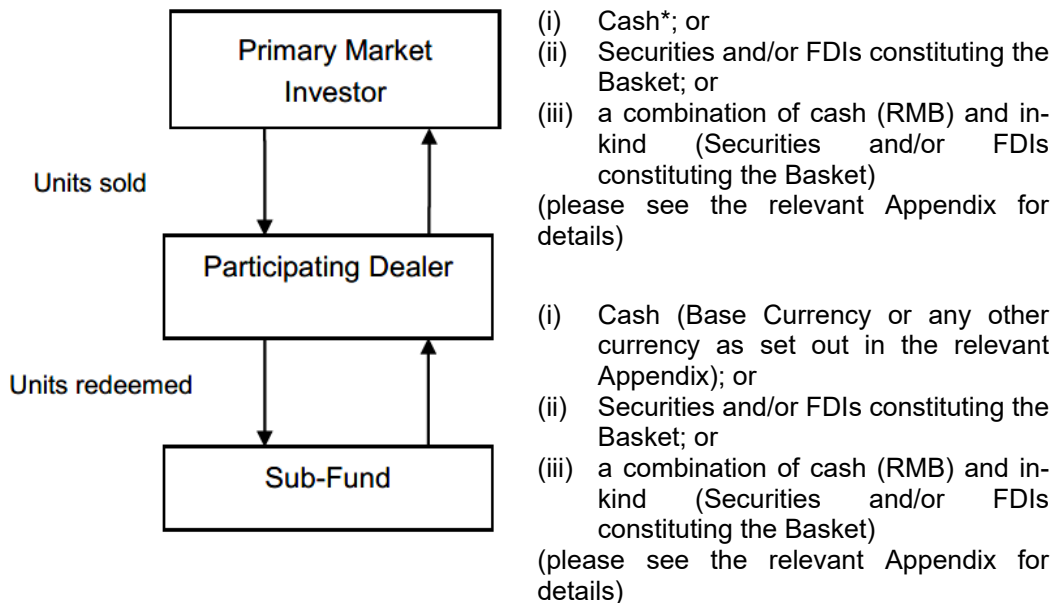 Primary Market
Investor
Units sold
Participating Dealer
Units redeemed
Sub-Fund
(i) Cash*; or
(ii) Securities and/or FDIs constituting the
Basket; or
(iii) a combination of cash (RMB) and in-
kind (Securities and/or FDIs
constituting the Basket)
(please see the relevant Appendix for
details)
(i) Cash (Base Currency or any other
currency as set out in the relevant
Appendix); or
(ii) Securities and/or FDIs constituting the
Basket; or
(iii) a combination of cash (RMB) and in-
kind (Securities and/or FDIs
constituting the Basket)
(please see the relevant Appendix for
details)